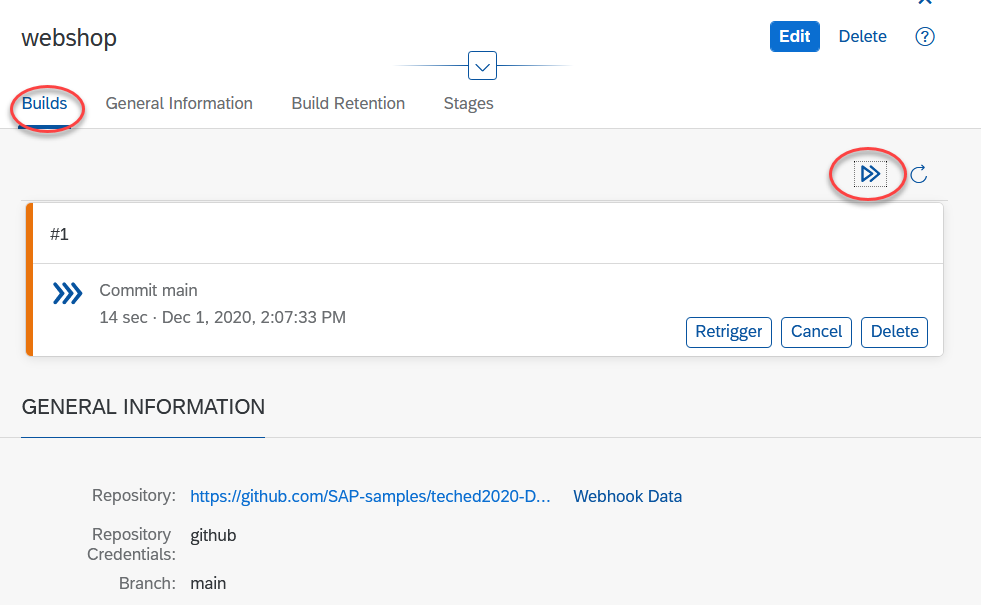 webshop
Edit
Delete
Builds
General Information
Build Retention
Stages
#1
Commit main
14 sec · Dec 1, 2020, 2:07:33 PM
Retrigger
Cancel
Delete
GENERAL INFORMATION
Repository: https://github.com/SAP-samples/teched2020-D... Webhook Data
Repository Credentials: github
Branch: main